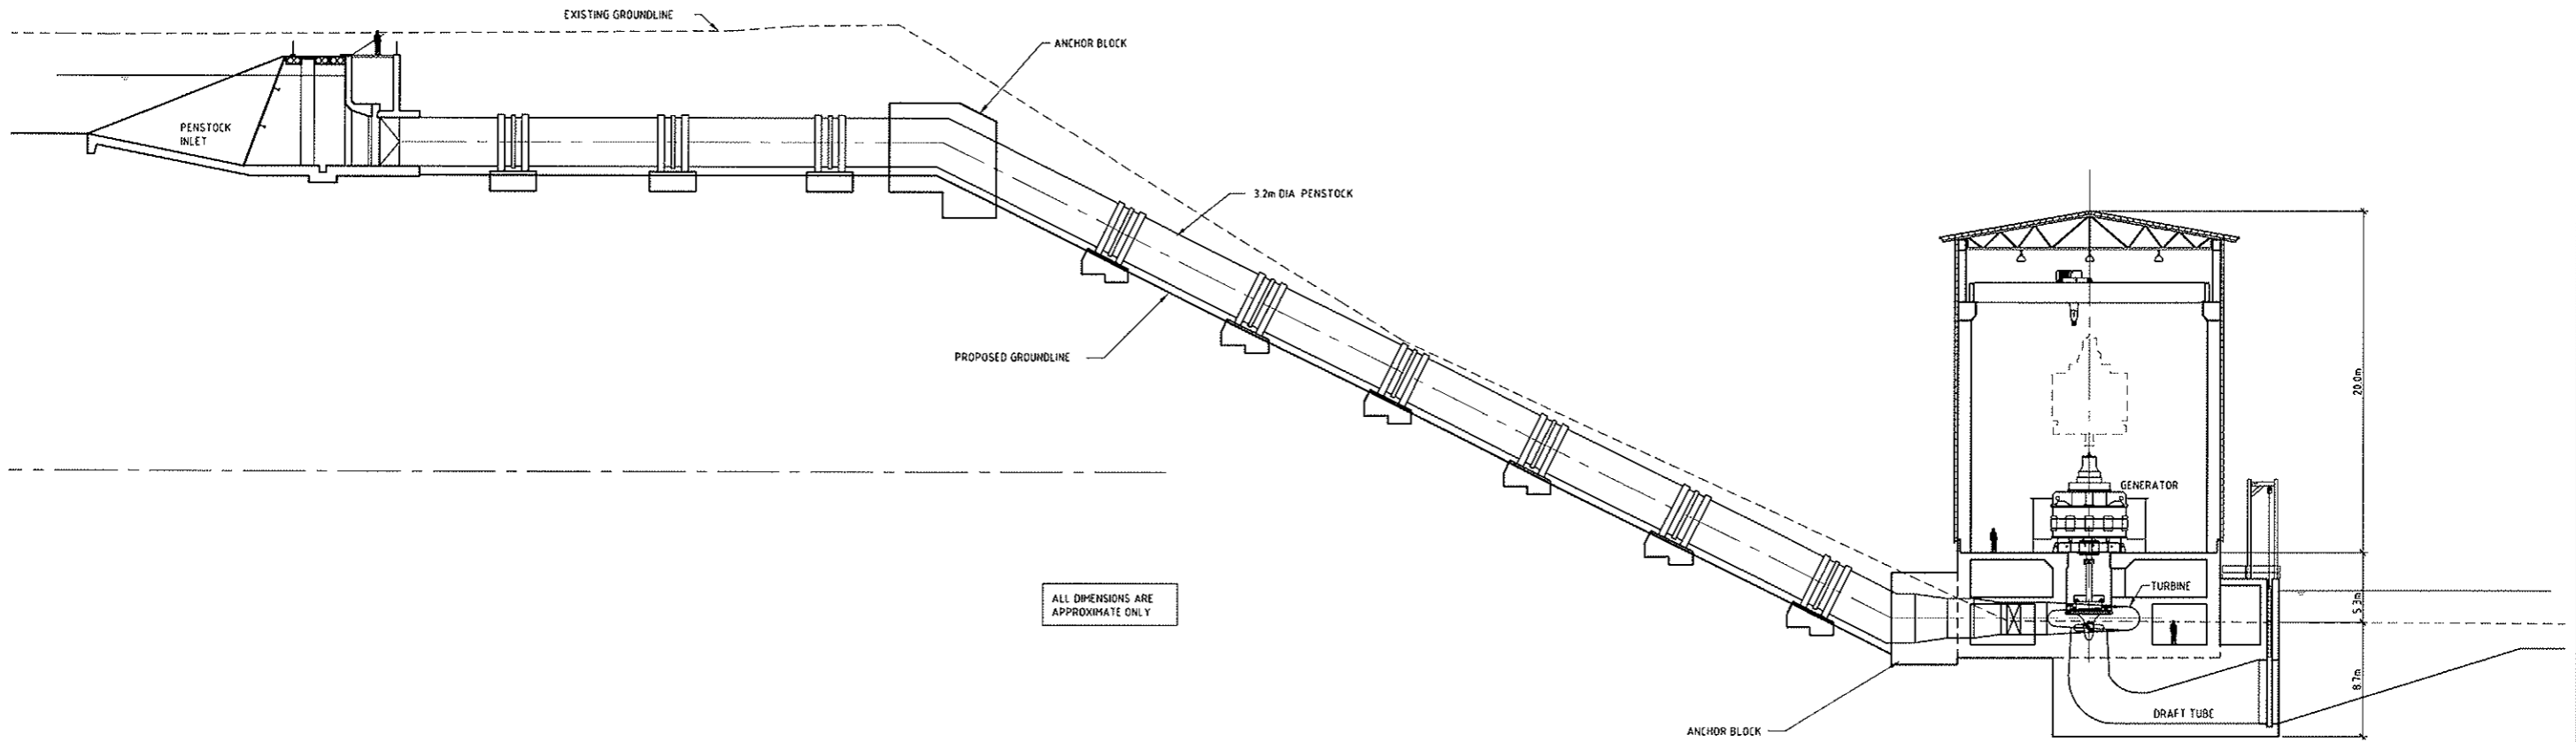 EXISTING GROUNDLINE
ANCHOR BLOCK
PENSTOCK
INLET
3.2m DIA PENSTOCK
PROPOSED GROUNDLINE
20.0m
GENERATOR
ALL DIMENSIONS ARE
APPROXIMATE ONLY
TURBINE
5.3m
8.7m
DRAFT TUBE
ANCHOR BLOCK